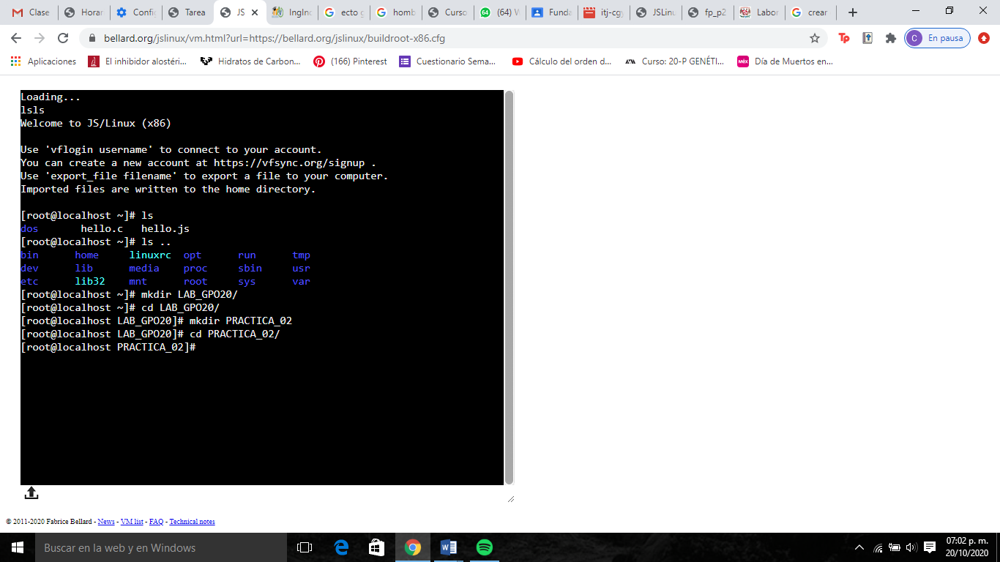 Clase
Horar
Config
Tarea
JS
IngInd
ecto g
homb
Curso
(64) W
Funda
itj-cgy
JSLinu
fp_p2
Labor
crear
bellard.org/jslinux/vm.html?url=https://bellard.org/jslinux/buildroot-x86.cfg
Tp
C En pausa
Aplicaciones
El inhibidor alostéri...
Hidratos de Carbon...
(166) Pinterest
Cuestionario Sema...
Cálculo del orden d...
Curso: 20-P GENÉTI...
Día de Muertos en...
Loading...
lsls
Welcome to JS/Linux (x86)
Use 'vflogin username' to connect to your account.
You can create a new account at https://vfsync.org/signup .
Use 'export_file filename' to export a file to your computer.
Imported files are written to the home directory.
[root@localhost ~]# ls
dos hello.c hello.js
[root@localhost ~]# ls ..
bin home linuxrc opt run tmp
dev lib media proc sbin usr
etc lib32 mnt root sys var
[root@localhost ~]# mkdir LAB_GPO20/
[root@localhost ~]# cd LAB_GPO20/
[root@localhost LAB_GPO20]# mkdir PRACTICA_02
[root@localhost LAB_GPO20]# cd PRACTICA_02/
[root@localhost PRACTICA_02]#
© 2011-2020 Fabrice Bellard - News - VM list - FAQ - Technical notes
Buscar en la web y en Windows
07:02 p. m.
20/10/2020